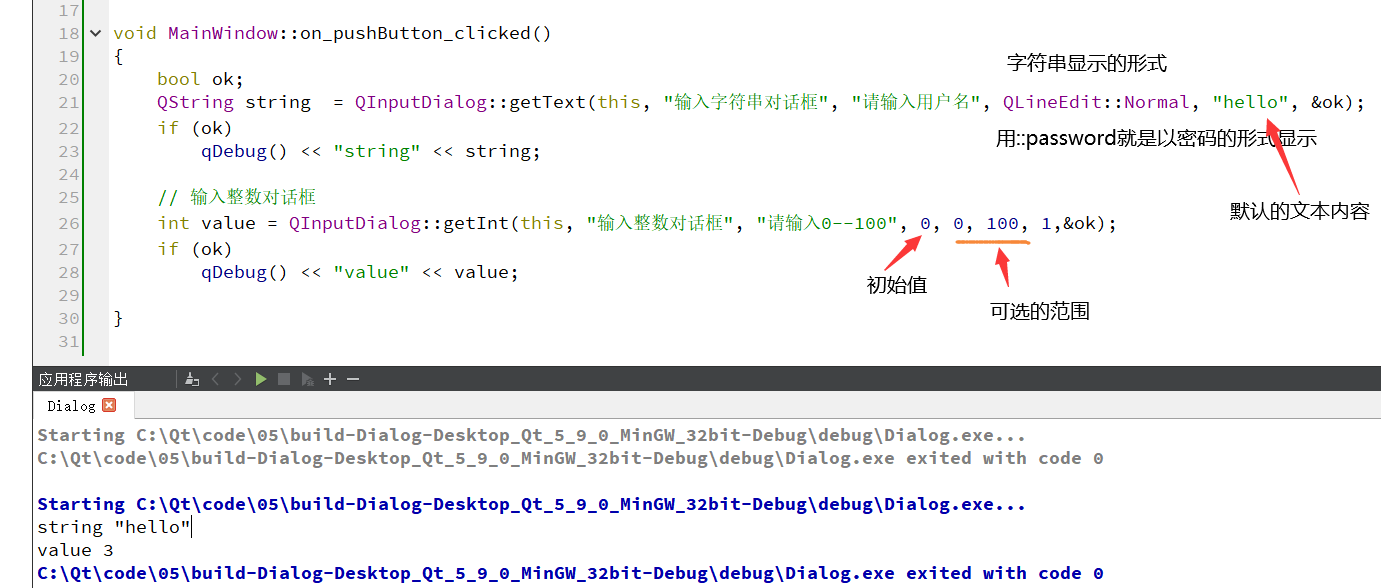 17
18 void MainWindow::on_pushButton_clicked()
19 {
字符串显示的形式
20 bool ok;
21 QString string = QInputDialog::getText(this, "输入字符串对话框", "请输入用户名", QLineEdit::Normal, "hello", &ok);
22 if (ok)
用::password就是以密码的形式显示
23 qDebug() << "string" << string;
24
25 // 输入整数对话框
默认的文本内容
26 int value = QInputDialog::getInt(this, "输入整数对话框", "请输入0--100", 0, 0, 100, 1,&ok);
27 if (ok)
28 qDebug() << "value" << value;
初始值
29
可选的范围
30 }
31
应用程序输出
Dialog
Starting C:\Qt\code\05\build-Dialog-Desktop_Qt_5_9_0_MinGW_32bit-Debug\debug\Dialog.exe...
C:\Qt\code\05\build-Dialog-Desktop_Qt_5_9_0_MinGW_32bit-Debug\debug\Dialog.exe exited with code 0
Starting C:\Qt\code\05\build-Dialog-Desktop_Qt_5_9_0_MinGW_32bit-Debug\debug\Dialog.exe...
string "hello"
value 3
C:\Qt\code\05\build-Dialog-Desktop_Qt_5_9_0_MinGW_32bit-Debug\debug\Dialog.exe exited with code 0